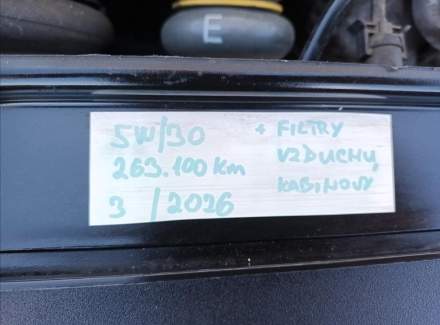 E
5W/30
263.100 Km
3/2026
+ FILTRY
VZDUCHU,
KABINOVÝ